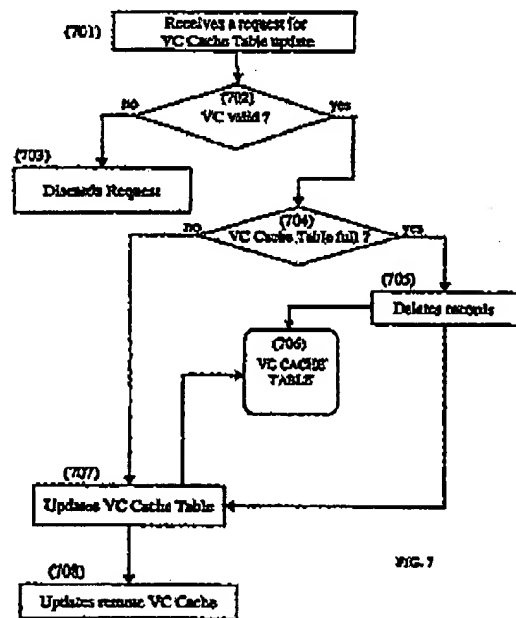 (701)
Receives a request for
VC Cache Table update
(702)
no
yes
VC valid ?
(703)
Discards Request
(704)
no
VC Cache Table full ?
yes
(705)
Deletes records
(706)
VC CACHE
TABLE
(707)
Updates VC Cache Table
(708)
Updates remote VC Cache
FIG. 7